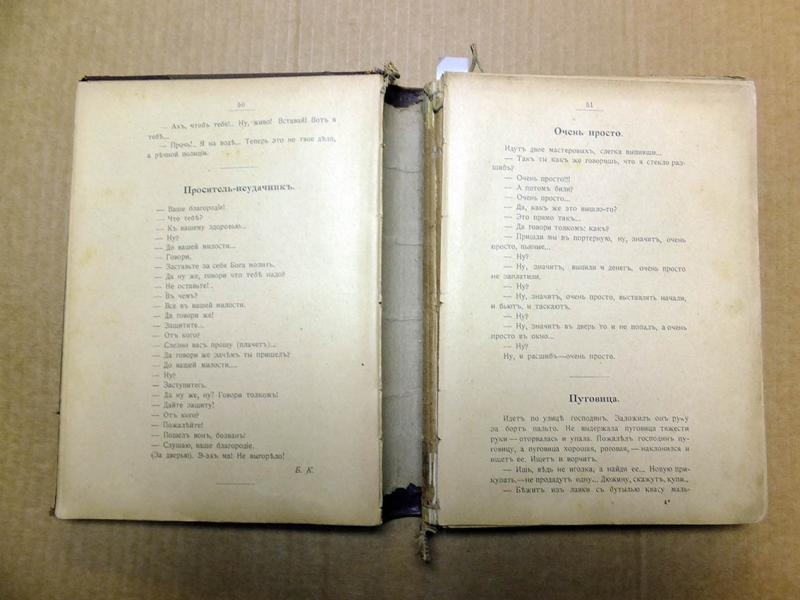 50
— Ахъ, чтобъ тебѣ!.. Ну, живо! Вставай! Вотъ я
тебѣ...
— Прочь!.. Я на водѣ... Теперь это не твое дѣло,
а рѣчной полиціи.
Проситель-неудачникъ.
— Ваше благородіе!
— Что тебѣ?
— Къ вашему здоровью...
— Ну?
— До вашей милости...
— Говори.
— Заставьте за себя Бога молить.
— Да ну же, говори что тебѣ надо?
— Не оставьте!..
— Въ чемъ?
— Все въ вашей милости.
— Да говори же!
— Защитите...
— Отъ кого?
— Слезно васъ прошу (плачетъ)...
— Да говори же зачѣмъ ты пришелъ?
— До вашей милости....
— Ну?
— Заступитесь.
— Да ну же, ну? Говори толкомъ!
— Дайте защиту!
— Отъ кого?
— Пожалѣйте!
— Пошелъ вонъ, болванъ!
— Слушаю, ваше благородіе.
(За дверью). Э-эхъ ма! Не выгорѣло!
Б. К.
51
Очень просто.
Идутъ двое мастеровыхъ, слегка выпивши...
— Такъ ты какъ же говоришь, что я стекло раз-
шибъ?
— Очень просто!!!
— А потомъ били?
— Очень просто...
— Да, какъ же это вышло-то?
— Это прямо такъ...
— Да говори толкомъ: какъ?
— Пришли мы въ портерную, ну, значитъ, очень
просто, пьяные...
— Ну?
— Ну, значитъ, выпили и денегъ, очень просто
не заплатили.
— Ну?
— Ну, значитъ, очень просто, выставлять начали,
и бьютъ, и таскаютъ.
— Ну?
— Ну, значитъ въ дверь то и не попалъ, а очень
просто въ окно...
— Ну?
Ну, и расшибъ—очень просто.
Пуговица.
Идетъ по улицѣ господинъ. Заложилъ онъ руку
за бортъ пальто. Не выдержала пуговица тяжести
руки — оторвалась и упала. Пожалѣлъ господинъ пу-
говицу, а пуговица хорошая, роговая, — наклонился и
ищетъ ее. Ищетъ и ворчитъ.
— Ишь, вѣдь не иголка, а найди ее... Новую при-
купать,—не продадутъ одну... Дюжину, скажутъ, купи...
— Бѣжитъ изъ лавки съ бутылью квасу маль-
4*